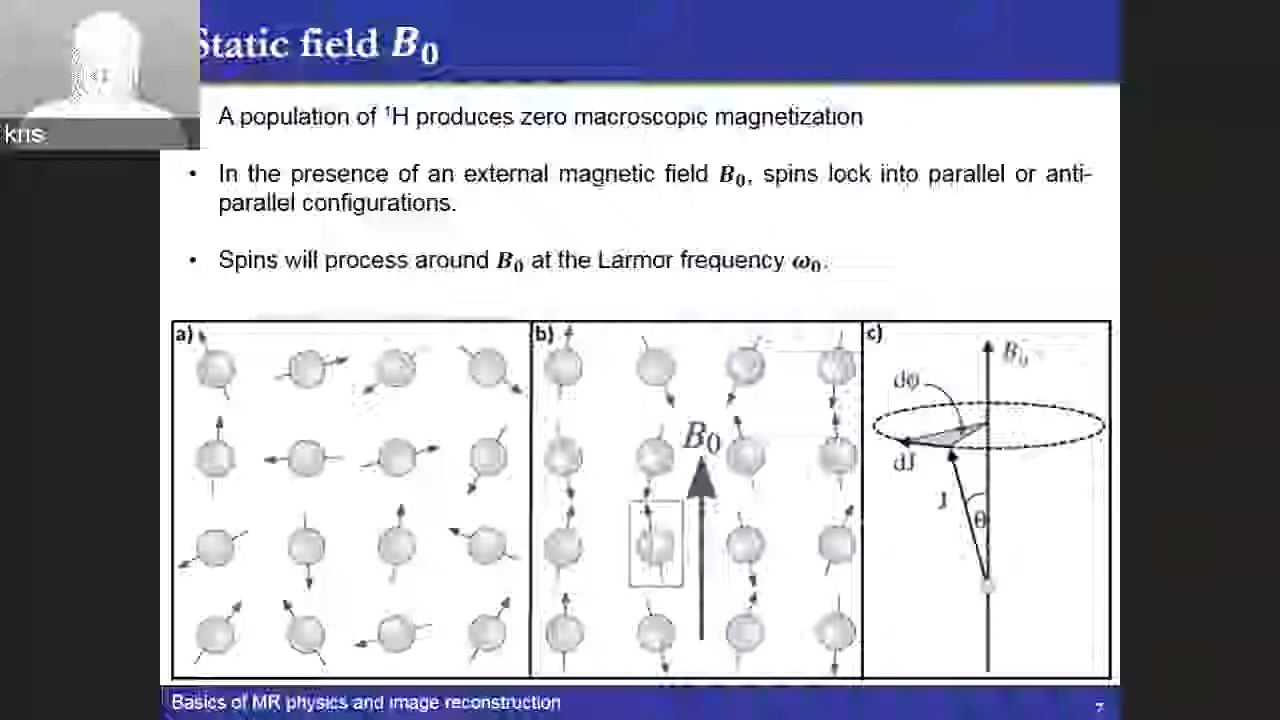 Static field B₀
kris
A population of ¹H produces zero macroscopic magnetization
• In the presence of an external magnetic field B₀, spins lock into parallel or anti-
parallel configurations.
• Spins will process around B₀ at the Larmor frequency ω₀.
a)
b)
c)
B₀
B₀
dφ
dJ
J
θ
Basics of MR physics and image reconstruction
7